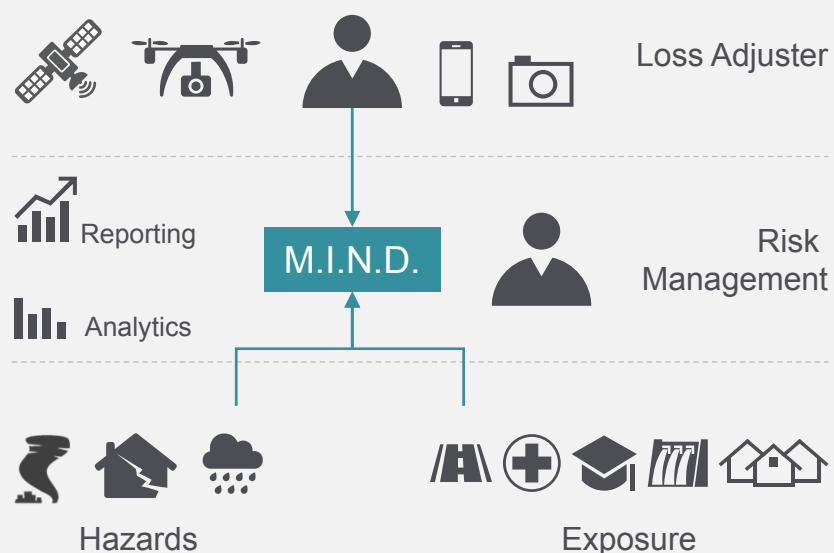 Loss Adjuster
Reporting
M.I.N.D.
Risk
Management
Analytics
Hazards
Exposure